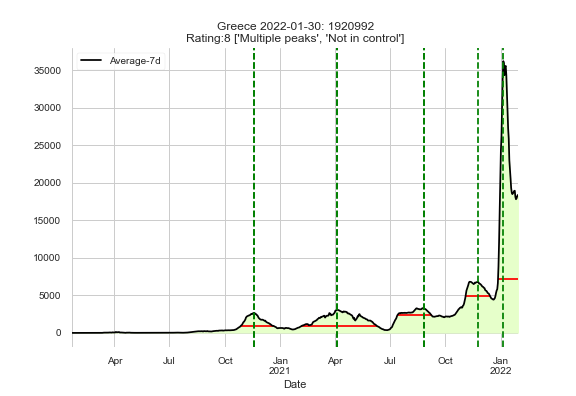 Greece 2022-01-30: 1920992
Rating:8 ['Multiple peaks', 'Not in control']
Average-7d
35000
30000
25000
20000
15000
10000
5000
0
Apr Jul Oct Jan Apr Jul Oct Jan
2021 2022
Date